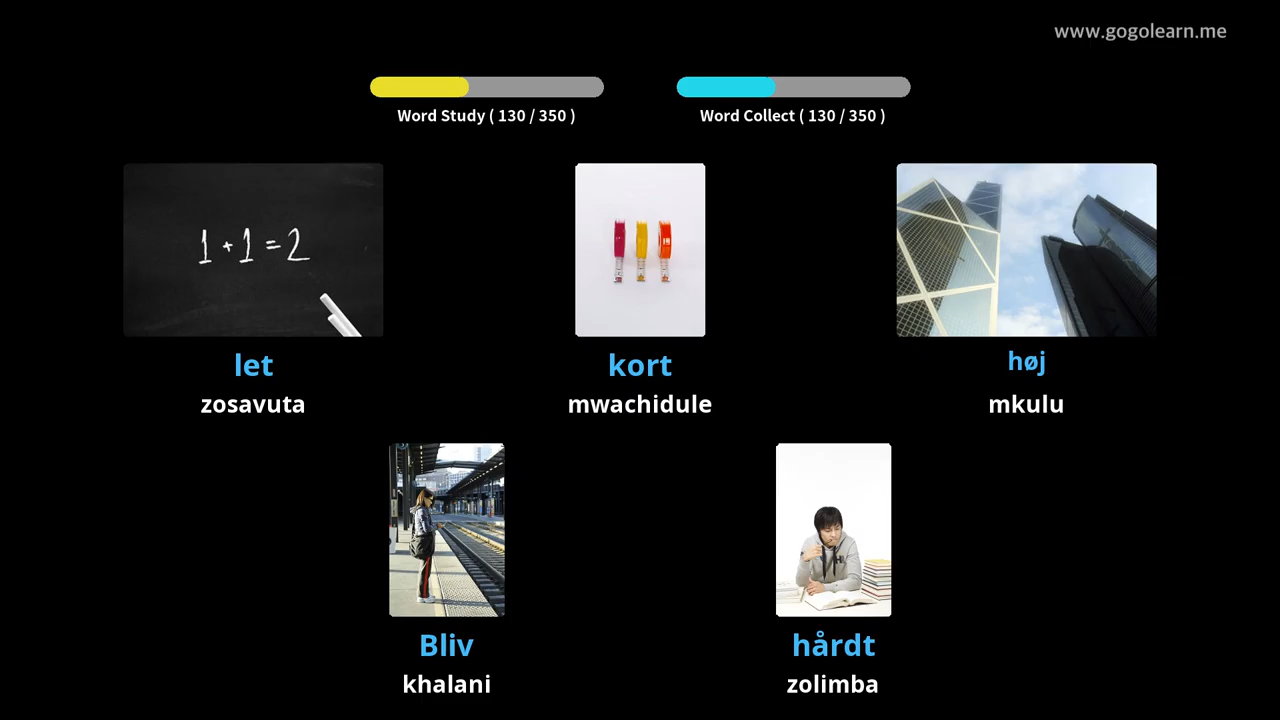 www.gogolearn.me
Word Study ( 130 / 350 )
Word Collect ( 130 / 350 )
1 + 1 = 2
let
kort
høj
zosavuta
mwachidule
mkulu
Bliv
hårdt
khalani
zolimba